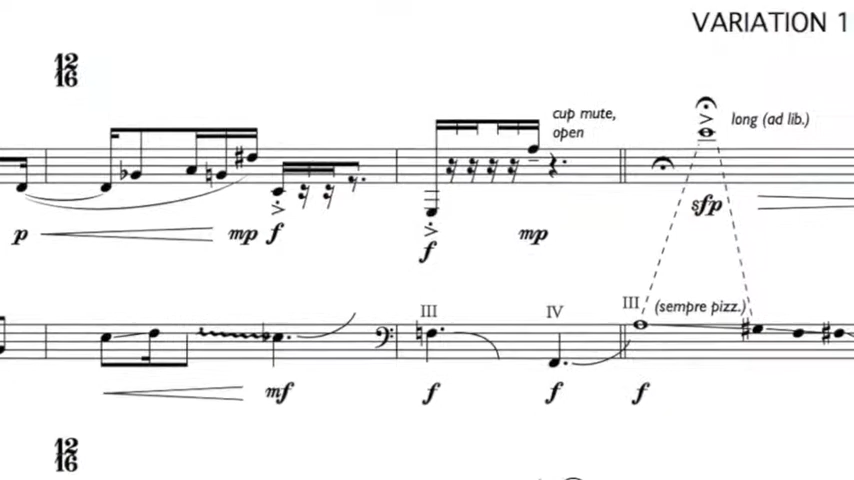 VARIATION 1
12
16
cup mute,
open
long (ad lib.)
p
mp f
f
mp
sfp
III
IV
III
(sempre pizz.)
mf
f
f
f
12
16